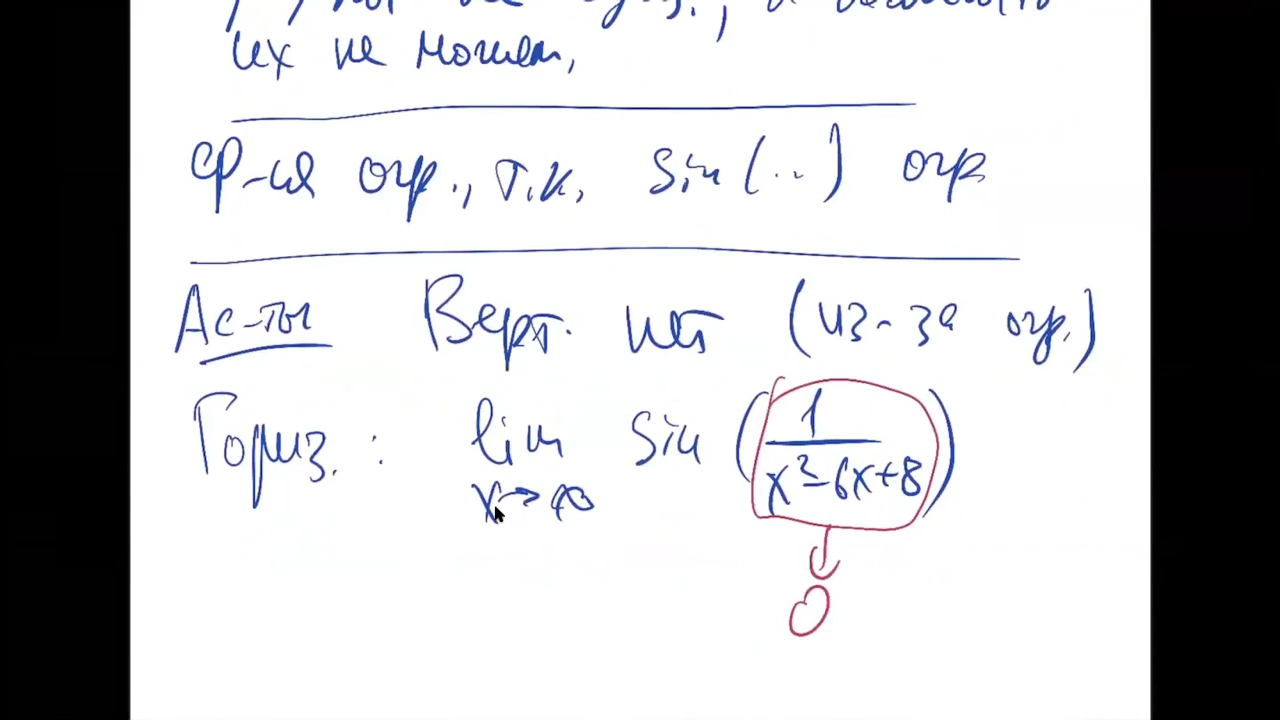 их не можем,
ф-ия огр., т.к. sin(..) огр
Ас-ты Верт. нет (из-за огр.)
Гориз. : lim x→∞ sin (1/(x²-6x+8))
0